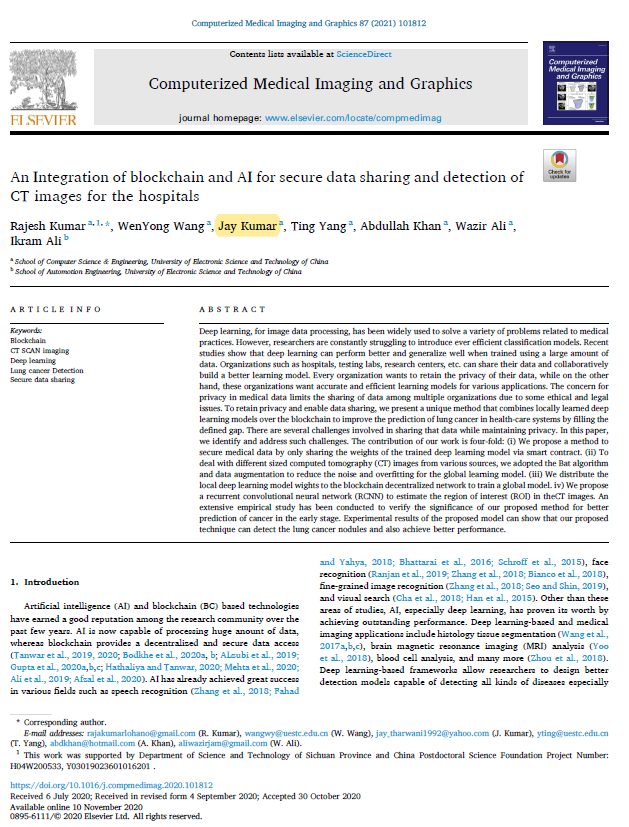 Computerized Medical Imaging and Graphics 87 (2021) 101812
Contents lists available at ScienceDirect
Computerized Medical Imaging and Graphics
journal homepage: www.elsevier.com/locate/compmedimag
ELSEVIER
Computerized
Medical Imaging
and Graphics
Check for
updates
An Integration of blockchain and AI for secure data sharing and detection of
CT images for the hospitals
Rajesh Kumar a,1,*, WenYong Wang a, Jay Kumar a, Ting Yang a, Abdullah Khan a, Wazir Ali a,
Ikram Ali b
a School of Computer Science & Engineering, University of Electronic Science and Technology of China
b School of Automotion Engineering, University of Electronic Science and Technology of China
ARTICLE INFO
Keywords:
Blockchain
CT SCAN imaging
Deep learning
Lung cancer Detection
Secure data sharing
ABSTRACT
Deep learning, for image data processing, has been widely used to solve a variety of problems related to medical
practices. However, researchers are constantly struggling to introduce ever efficient classification models. Recent
studies show that deep learning can perform better and generalize well when trained using a large amount of
data. Organizations such as hospitals, testing labs, research centers, etc. can share their data and collaboratively
build a better learning model. Every organization wants to retain the privacy of their data, while on the other
hand, these organizations want accurate and efficient learning models for various applications. The concern for
privacy in medical data limits the sharing of data among multiple organizations due to some ethical and legal
issues. To retain privacy and enable data sharing, we present a unique method that combines locally learned deep
learning models over the blockchain to improve the prediction of lung cancer in health-care systems by filling the
defined gap. There are several challenges involved in sharing that data while maintaining privacy. In this paper,
we identify and address such challenges. The contribution of our work is four-fold: (i) We propose a method to
secure medical data by only sharing the weights of the trained deep learning model via smart contract. (ii) To
deal with different sized computed tomography (CT) images from various sources, we adopted the Bat algorithm
and data augmentation to reduce the noise and overfitting for the global learning model. (iii) We distribute the
local deep learning model wights to the blockchain decentralized network to train a global model. iv) We propose
a recurrent convolutional neural network (RCNN) to estimate the region of interest (ROI) in theCT images. An
extensive empirical study has been conducted to verify the significance of our proposed method for better
prediction of cancer in the early stage. Experimental results of the proposed model can show that our proposed
technique can detect the lung cancer nodules and also achieve better performance.
1. Introduction
Artificial intelligence (AI) and blockchain (BC) based technologies
have earned a good reputation among the research community over the
past few years. AI is now capable of processing huge amount of data,
whereas blockchain provides a decentralised and secure data access
(Tanwar et al., 2019, 2020; Bodkhe et al., 2020a, b; ALzubi et al., 2019;
Gupta et al., 2020a,b,c; Hathaliya and Tanwar, 2020; Mehta et al., 2020;
Ali et al., 2019; Afzal et al., 2020). AI has already achieved great success
in various fields such as speech recognition (Zhang et al., 2018; Fahad
and Yahya, 2018; Bhattarai et al., 2016; Schroff et al., 2015), face
recognition (Ranjan et al., 2019; Zhang et al., 2018; Bianco et al., 2018),
fine-grained image recognition (Zhang et al., 2018; Seo and Shin, 2019),
and visual search (Cha et al., 2018; Han et al., 2015). Other than these
areas of studies, AI, especially deep learning, has proven its worth by
achieving outstanding performance. Deep learning-based and medical
imaging applications include histology tissue segmentation (Wang et al.,
2017a,b,c), brain magnetic resonance imaging (MRI) analysis (Yoo
et al., 2018), blood cell analysis, and many more (Zhou et al., 2018).
Deep learning-based frameworks allow researchers to design better
detection models capable of detecting all kinds of diseases especially
* Corresponding author.
E-mail addresses: rajakumarlohano@gmail.com (R. Kumar), wangwy@uestc.edu.cn (W. Wang), jay_tharwani1992@yahoo.com (J. Kumar), yting@uestc.edu.cn
(T. Yang), abdkhan@hotmail.com (A. Khan), aliwazirjam@gmail.com (W. Ali).
1 This work was supported by Department of Science and Technology of Sichuan Province and China Postdoctoral Science Foundation Project Number:
H04W200533, Y03019023601016201 .
https://doi.org/10.1016/j.compmedimag.2020.101812
Received 6 July 2020; Received in revised form 4 September 2020; Accepted 30 October 2020
Available online 10 November 2020
0895-6111/© 2020 Elsevier Ltd. All rights reserved.